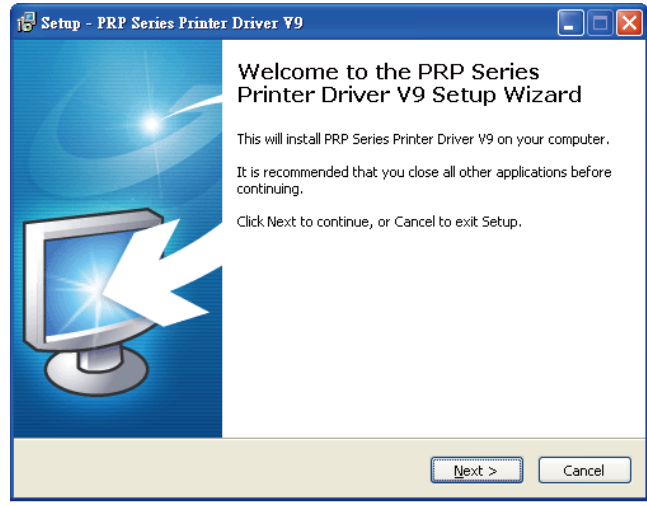 Setup - PRP Series Printer Driver V9
Welcome to the PRP Series
Printer Driver V9 Setup Wizard
This will install PRP Series Printer Driver V9 on your computer.
It is recommended that you close all other applications before
continuing.
Click Next to continue, or Cancel to exit Setup.
Next >
Cancel